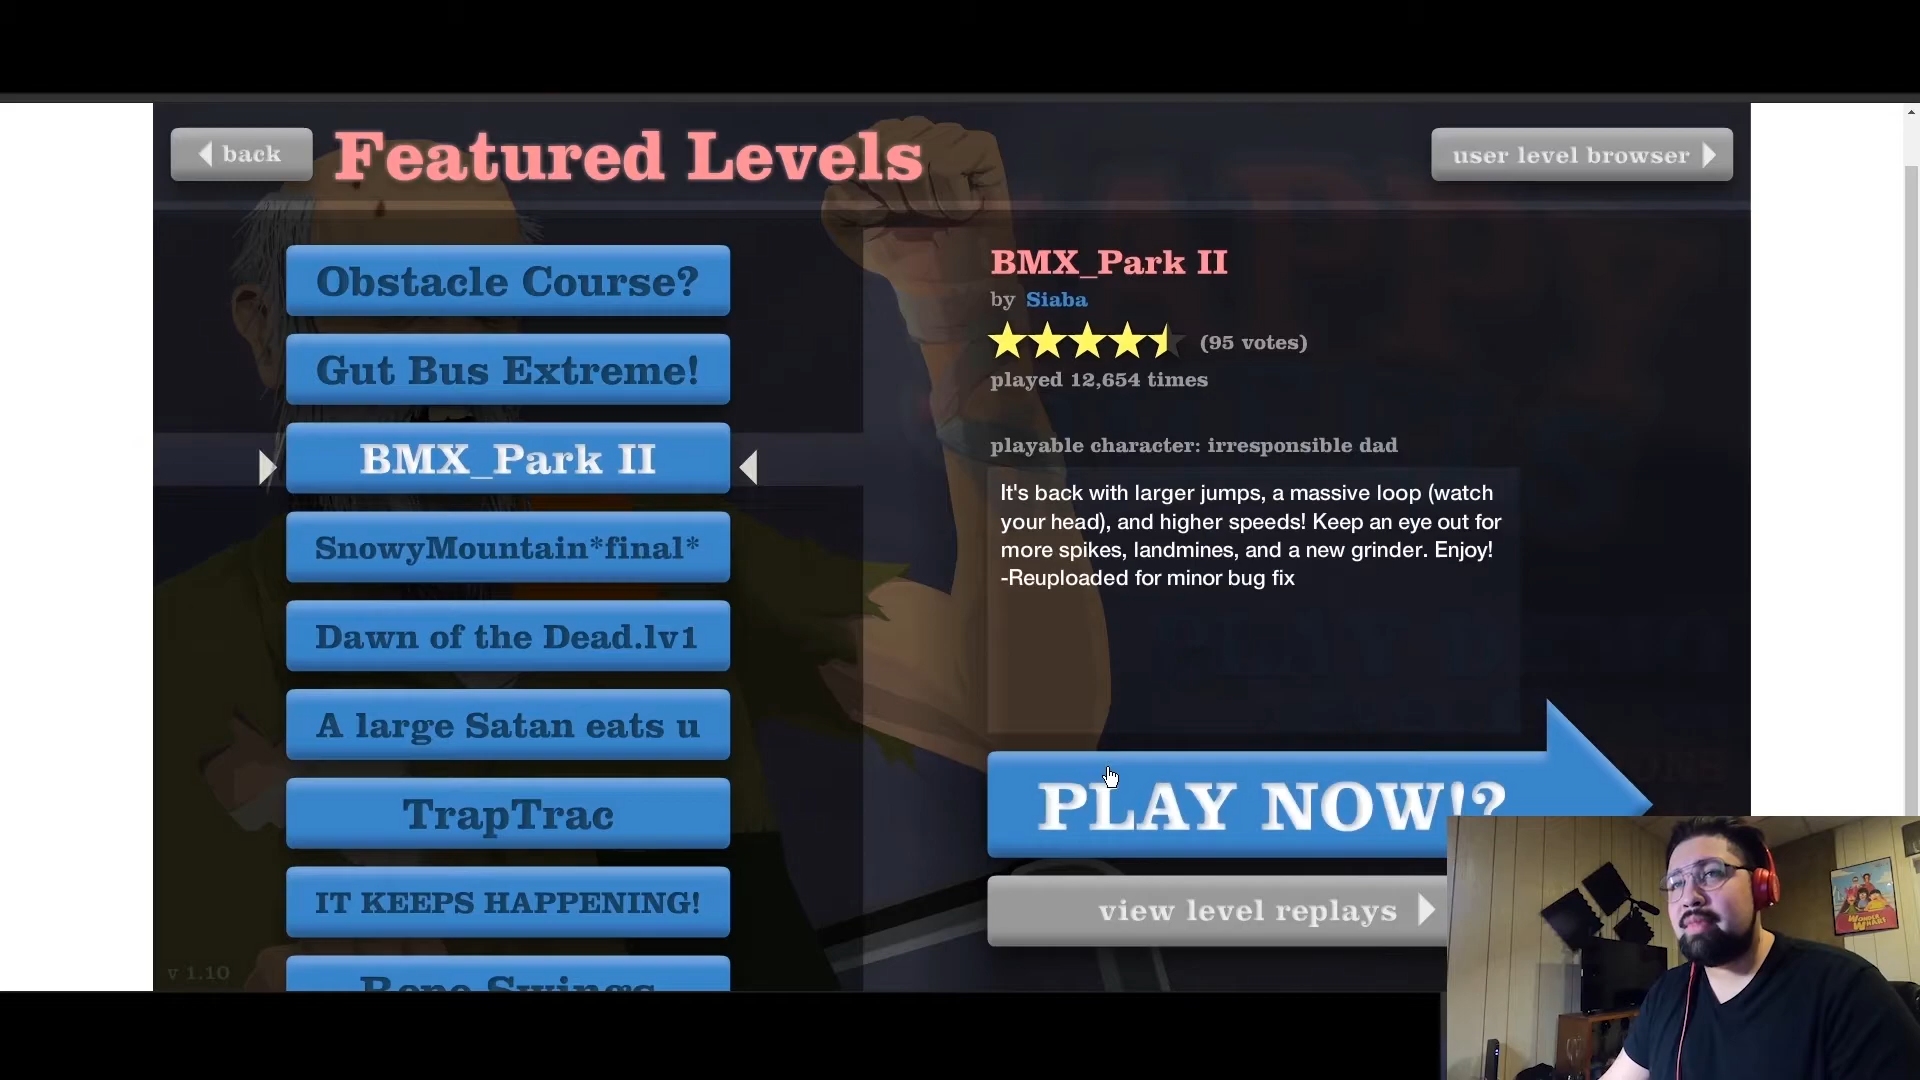 back
Featured Levels
user level browser
Obstacle Course?
Gut Bus Extreme!
BMX_Park II
SnowyMountain*final*
Dawn of the Dead.lv1
A large Satan eats u
TrapTrac
IT KEEPS HAPPENING!
Rope Swings
v 1.10
BMX_Park II
by Siaba
(95 votes)
played 12,654 times
playable character: irresponsible dad
It's back with larger jumps, a massive loop (watch
your head), and higher speeds! Keep an eye out for
more spikes, landmines, and a new grinder. Enjoy!
-Reuploaded for minor bug fix
PLAY NOW!?
view level replays